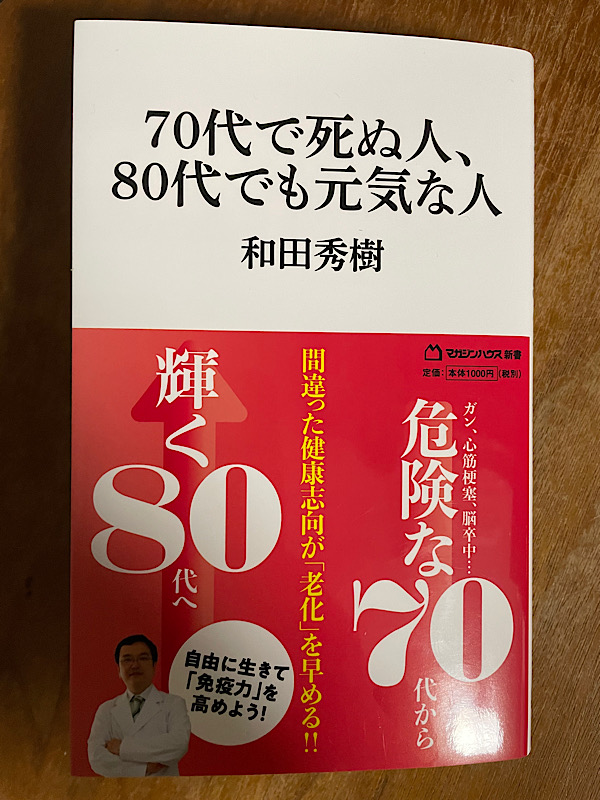 70代で死ぬ人、
80代でも元気な人
和田秀樹
マガジンハウス新書
定価：本体1000円（税別）
ガン、心筋梗塞、脳卒中…
危険な
70
代から
間違った健康志向が「老化」を早める!!
輝く
80
代へ
自由に生きて
「免疫力」を
高めよう！